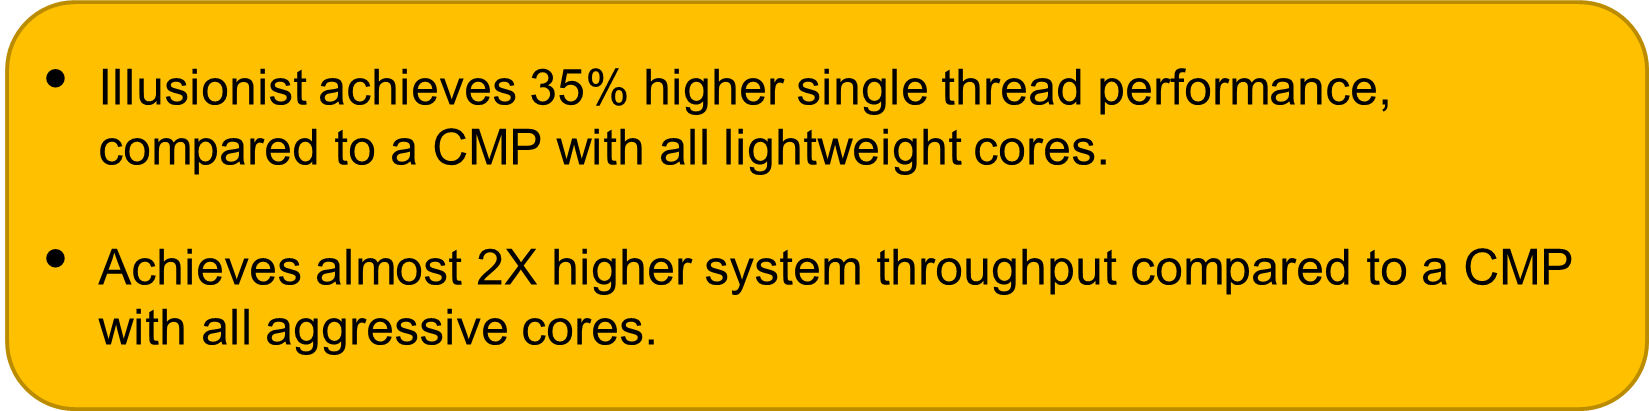 • Illusionist achieves 35% higher single thread performance,
compared to a CMP with all lightweight cores.
• Achieves almost 2X higher system throughput compared to a CMP
with all aggressive cores.